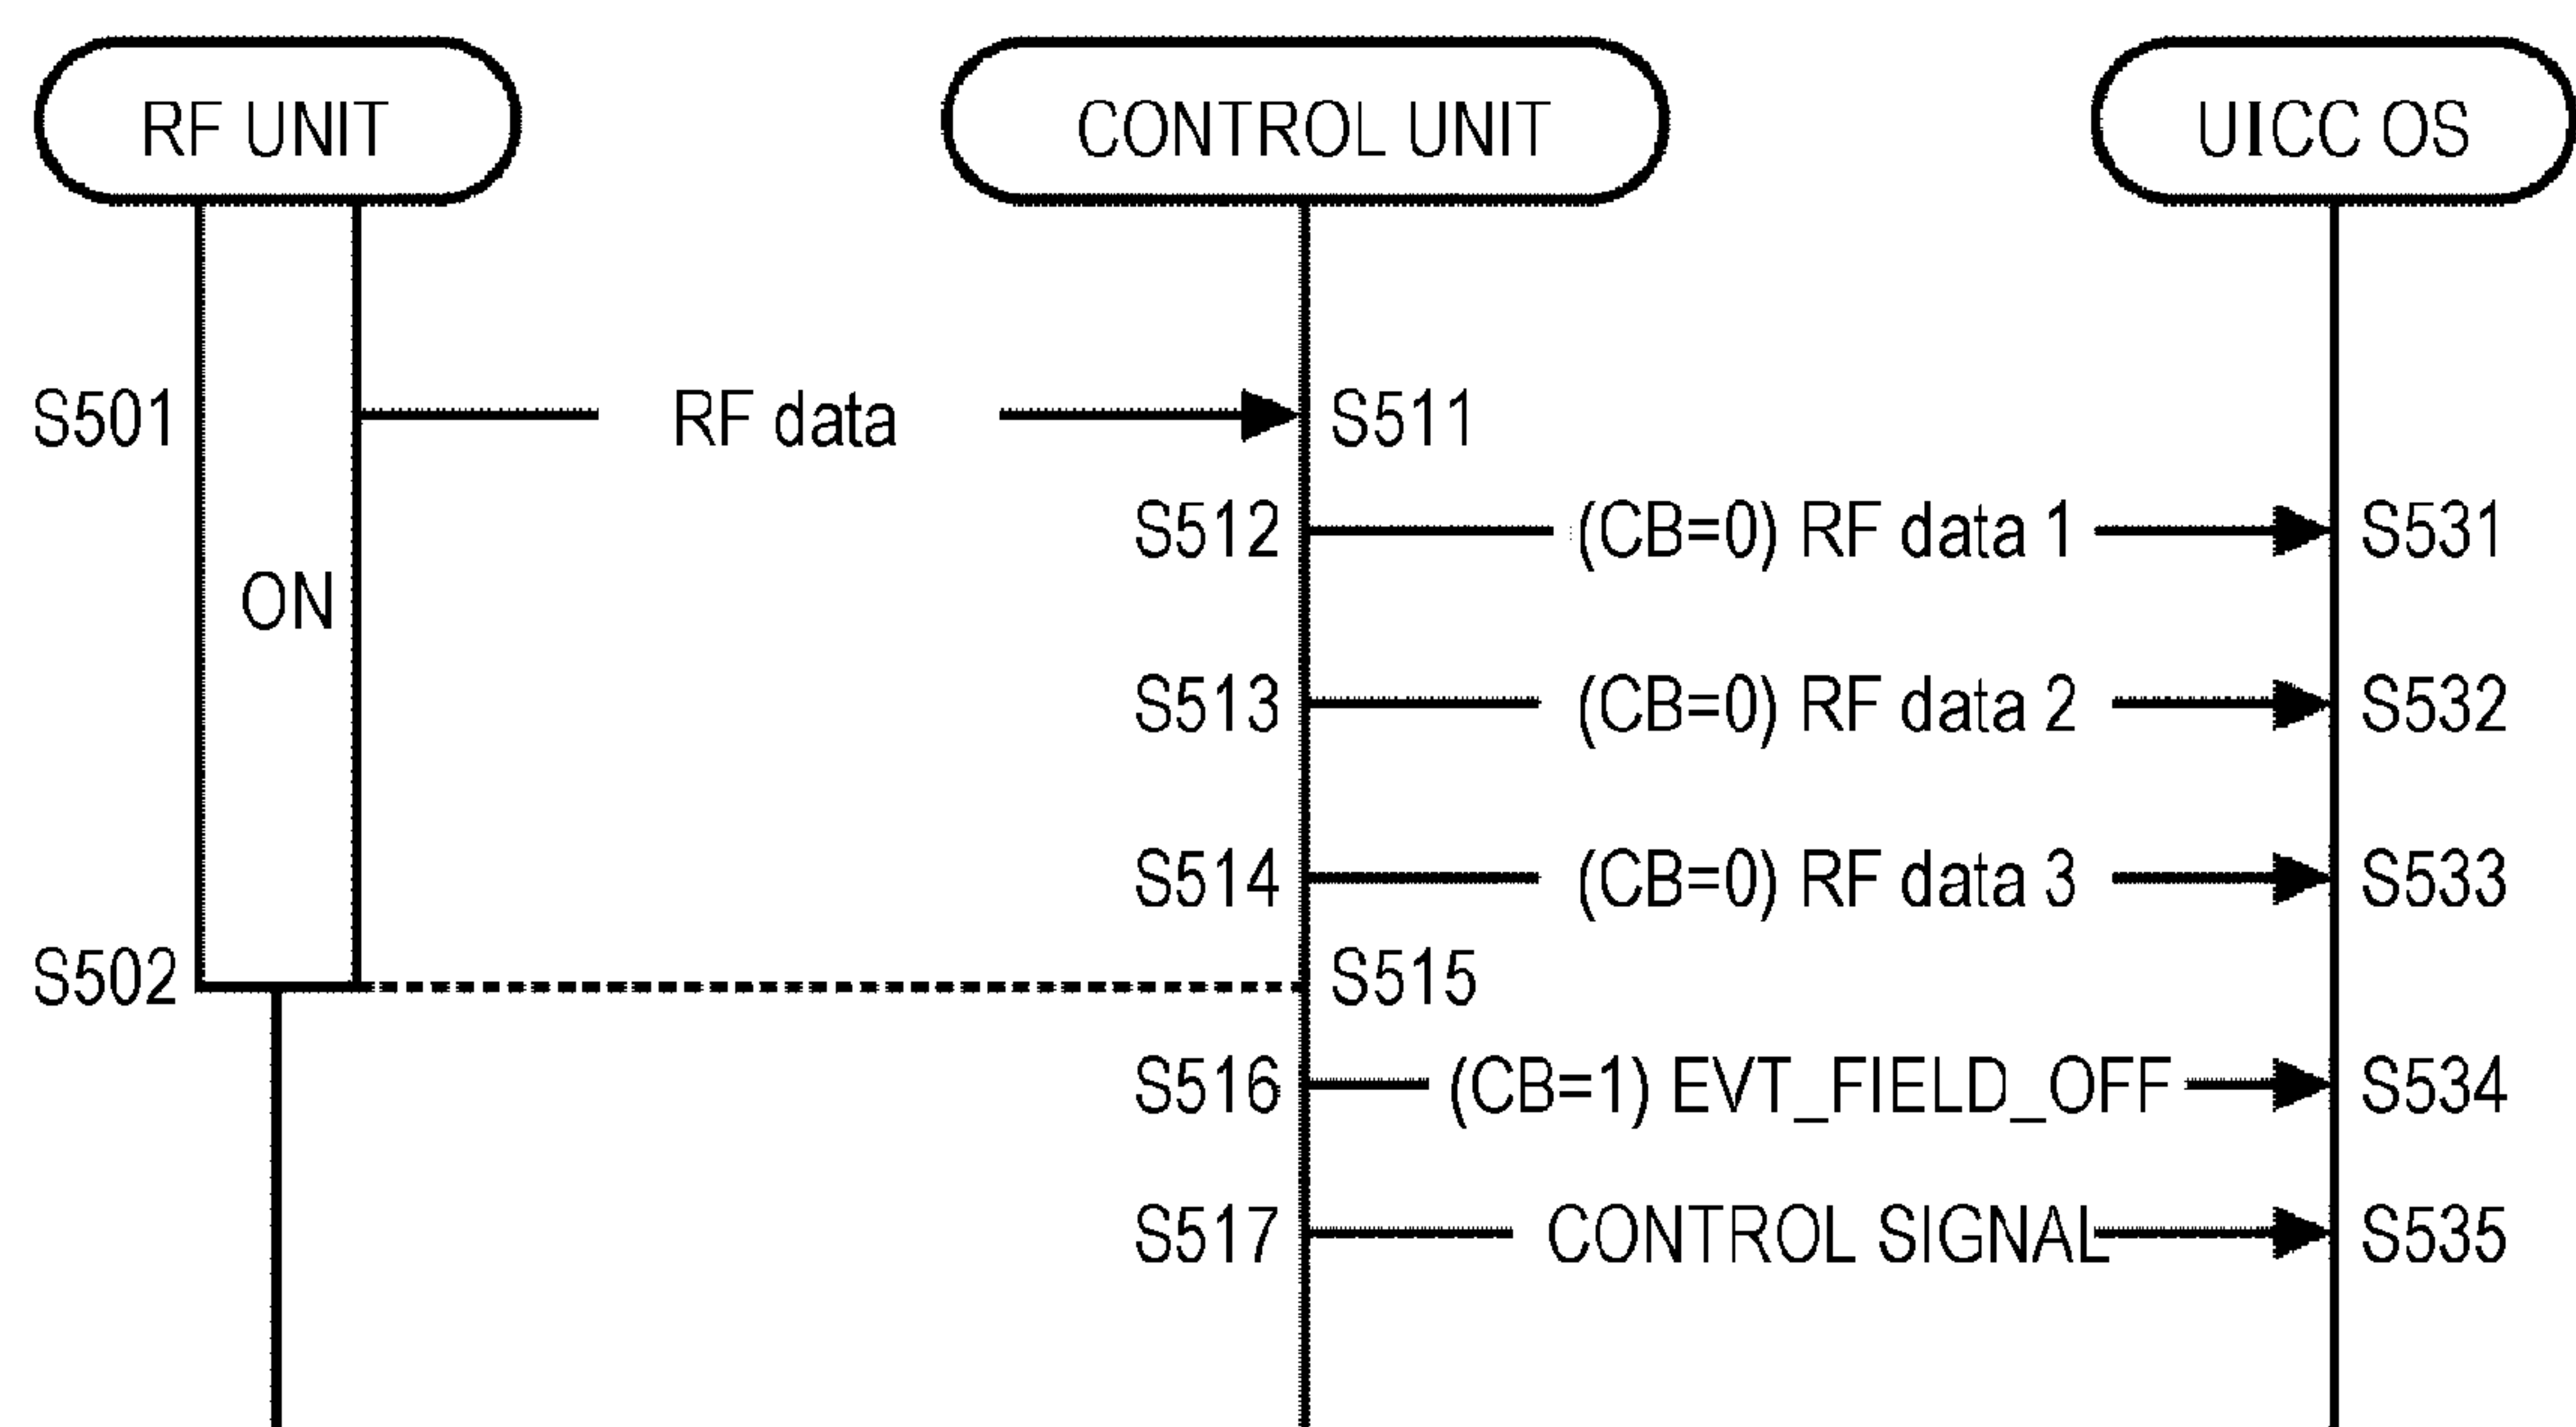 RF UNIT CONTROL UNIT UICC OS
S501 RF data S511
S512 (CB=0) RF data 1 S531
ON
S513 (CB=0) RF data 2 S532
S514 (CB=0) RF data 3 S533
S502 S515
S516 (CB=1) EVT_FIELD_OFF S534
S517 CONTROL SIGNAL S535